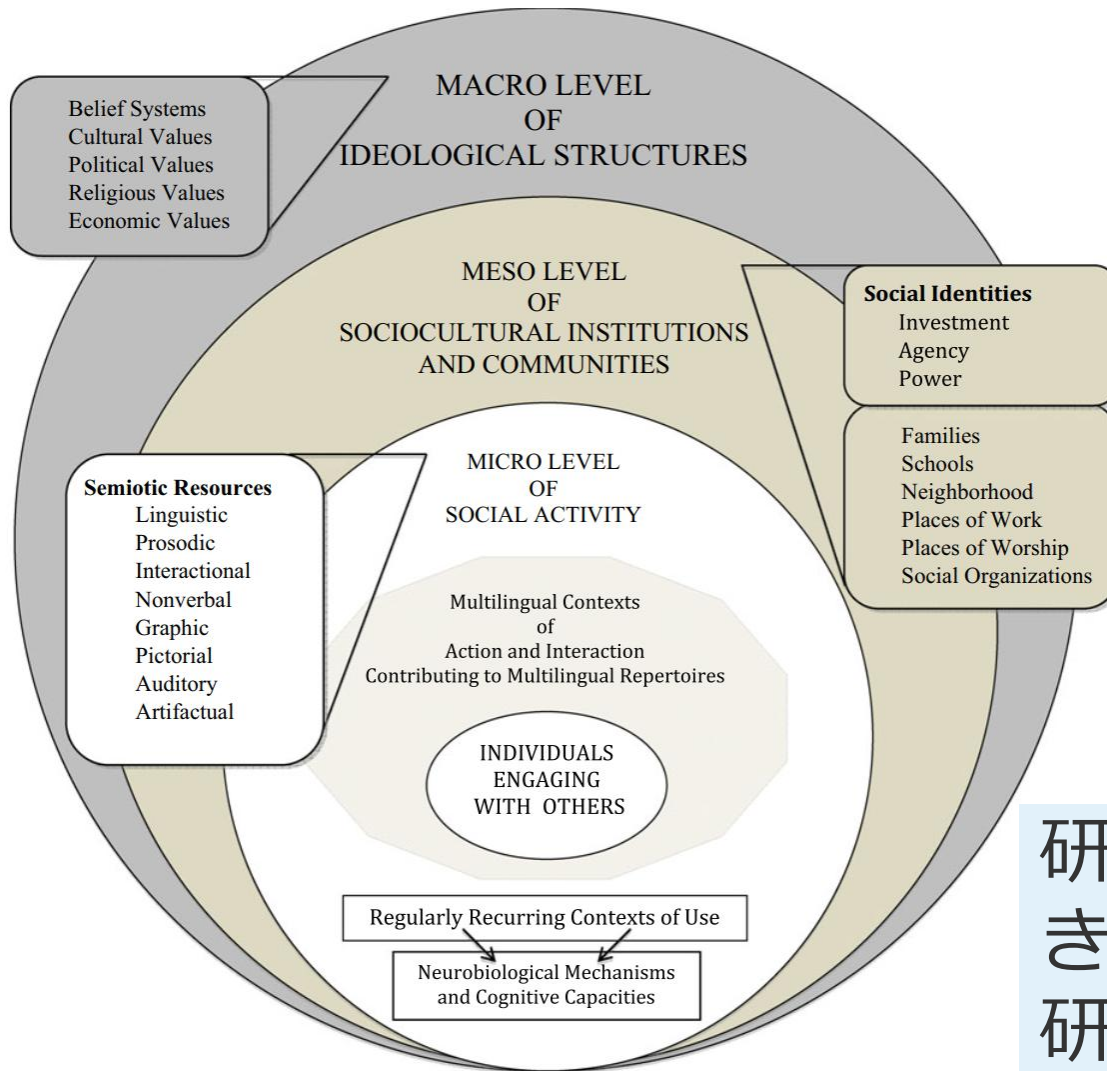 MACRO LEVEL
OF
IDEOLOGICAL STRUCTURES
Belief Systems
Cultural Values
Political Values
Religious Values
Economic Values
MESO LEVEL
OF
SOCIOCULTURAL INSTITUTIONS
AND COMMUNITIES
Social Identities
Investment
Agency
Power
Families
Schools
Neighborhood
Places of Work
Places of Worship
Social Organizations
MICRO LEVEL
OF
SOCIAL ACTIVITY
Semiotic Resources
Linguistic
Prosodic
Interactional
Nonverbal
Graphic
Pictorial
Auditory
Artifactual
Multilingual Contexts
of
Action and Interaction
Contributing to Multilingual Repertoires
INDIVIDUALS
ENGAGING
WITH OTHERS
Regularly Recurring Contexts of Use
Neurobiological Mechanisms
and Cognitive Capacities
研
き
研